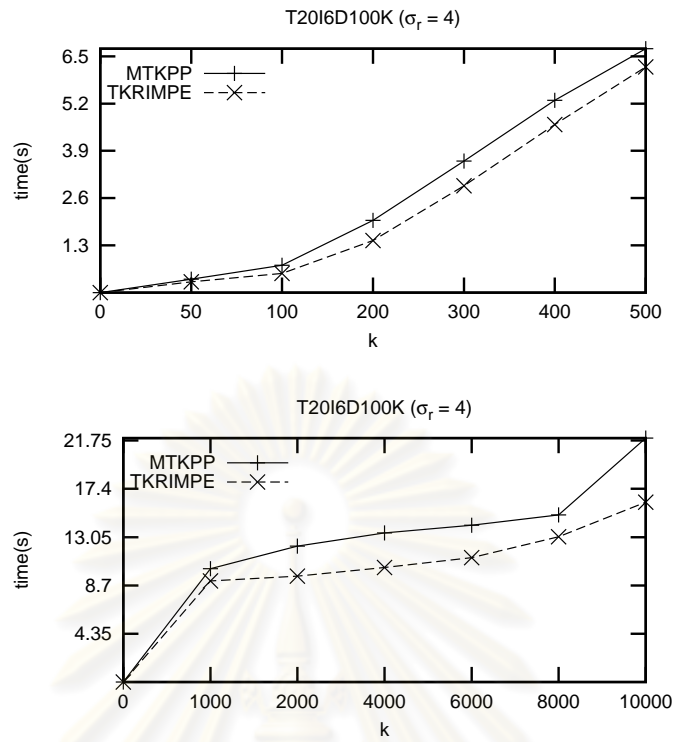 T20I6D100K (σr = 4)
MTKPP
TKRIMPE
time(s)
6.5
5.2
3.9
2.6
1.3
0 50 100 200 300 400 500
k
T20I6D100K (σr = 4)
MTKPP
TKRIMPE
time(s)
21.75
17.4
13.05
8.7
4.35
0 1000 2000 4000 6000 8000 10000
k